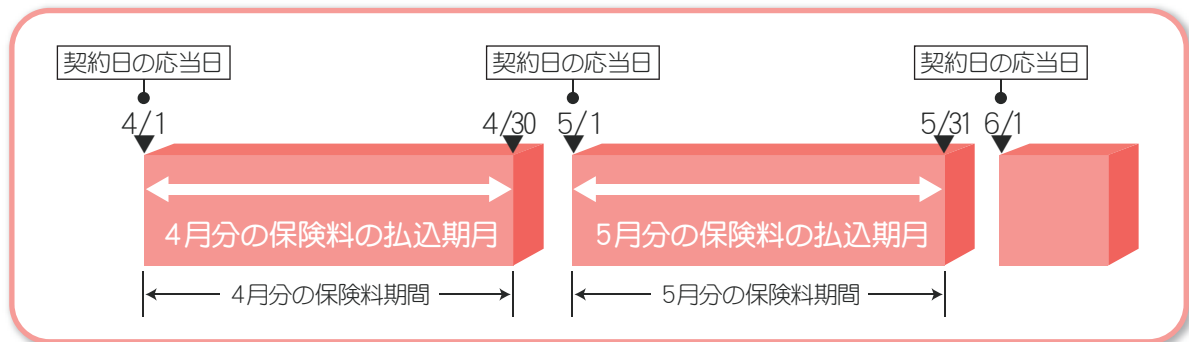 契約日の応当日 契約日の応当日 契約日の応当日
4/1 4/30 5/1 5/31 6/1
4月分の保険料の払込期月 5月分の保険料の払込期月
4月分の保険料期間 5月分の保険料期間